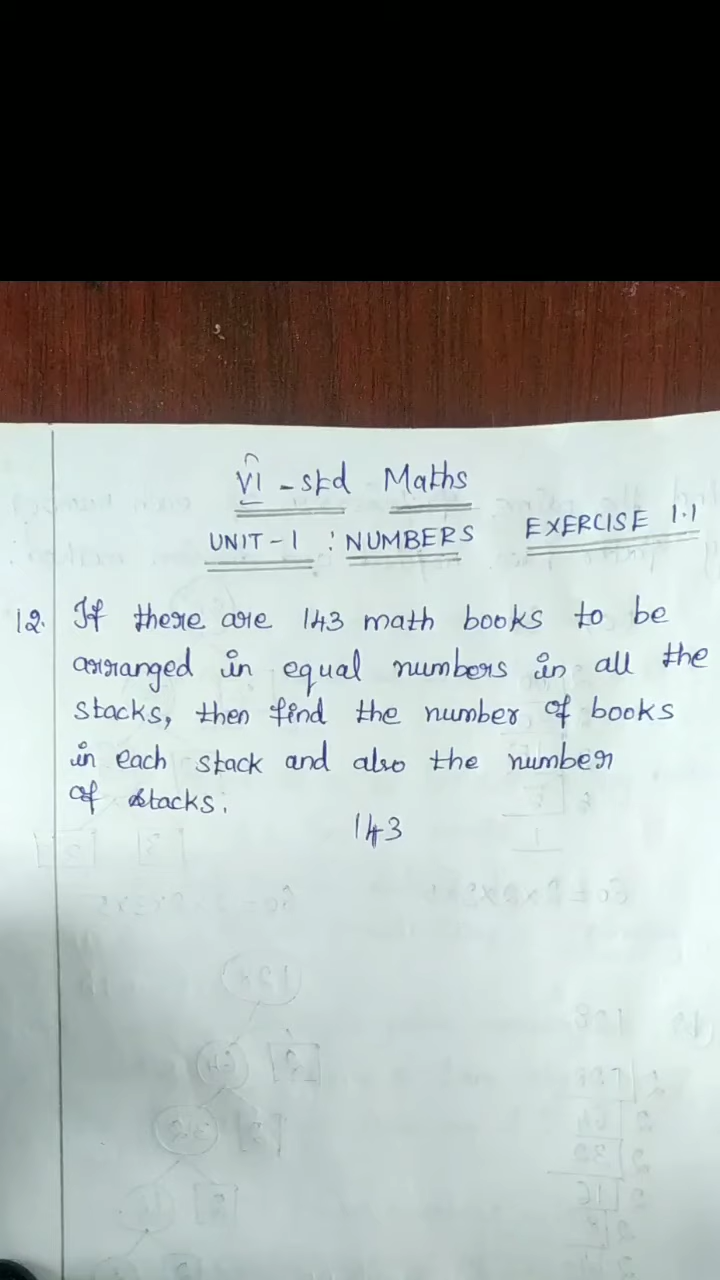 VI - std Maths
UNIT - 1 : NUMBERS EXERCISE 1.1
12. If there are 143 math books to be
arranged in equal numbers in all the
stacks, then find the number of books
in each stack and also the number
of stacks.
143